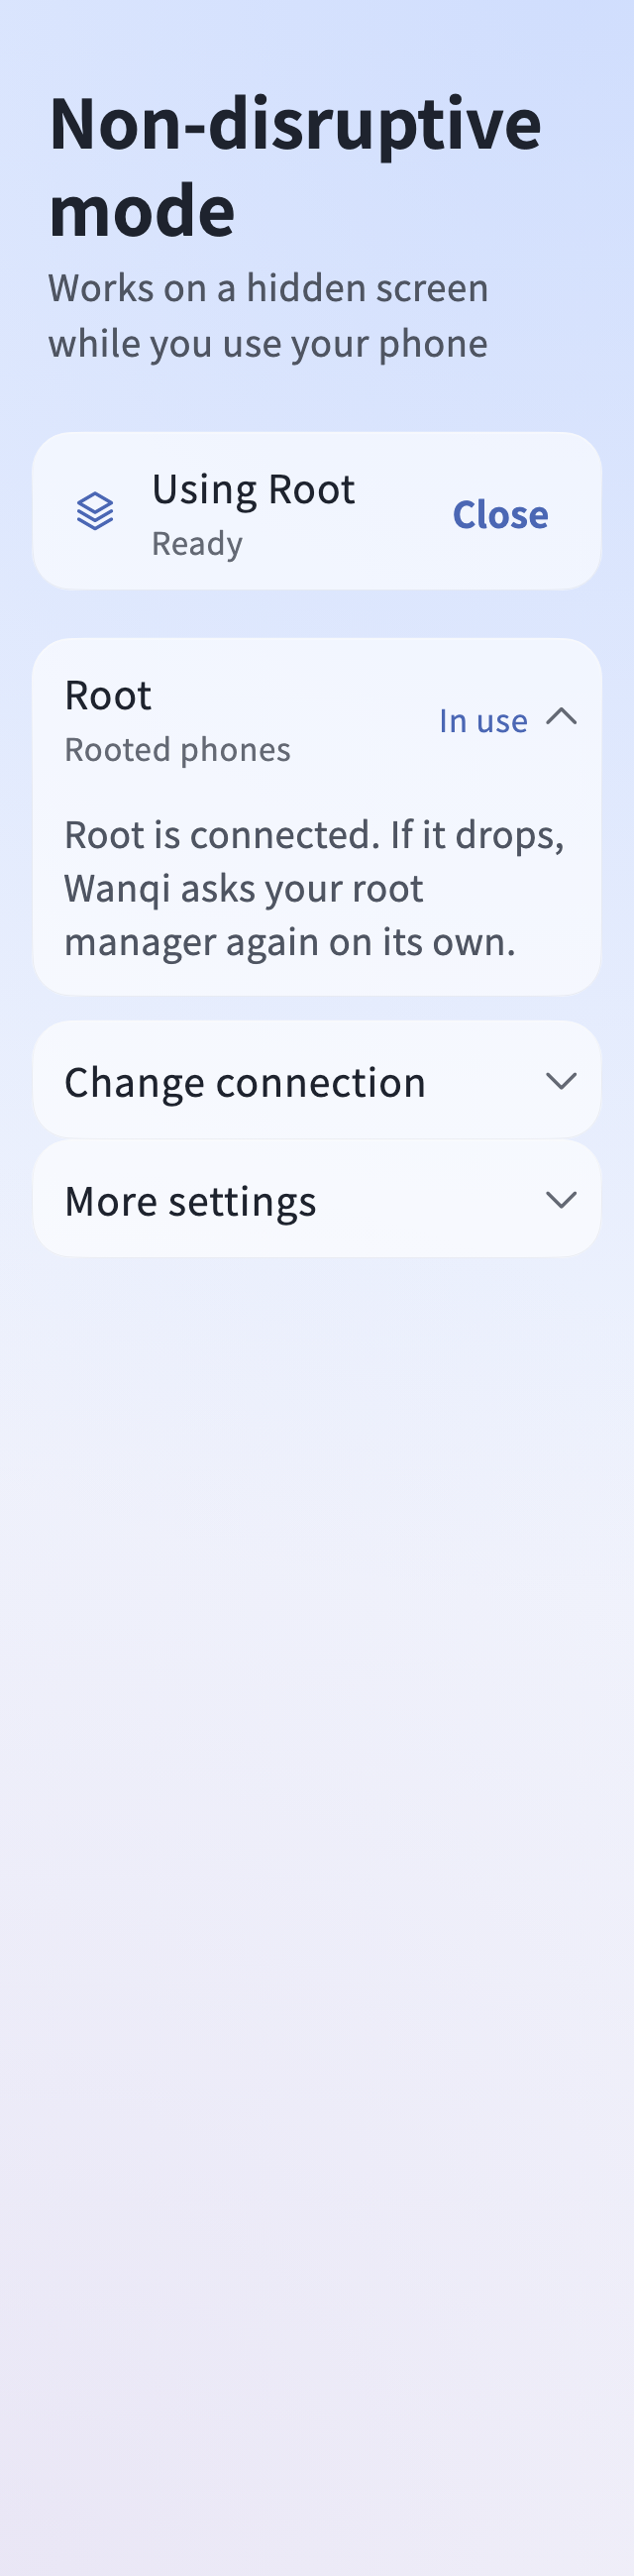 Non-disruptive
mode
Works on a hidden screen
while you use your phone
Using Root
Ready
Close
Root
Rooted phones
In use
Root is connected. If it drops,
Wanqi asks your root
manager again on its own.
Change connection
More settings